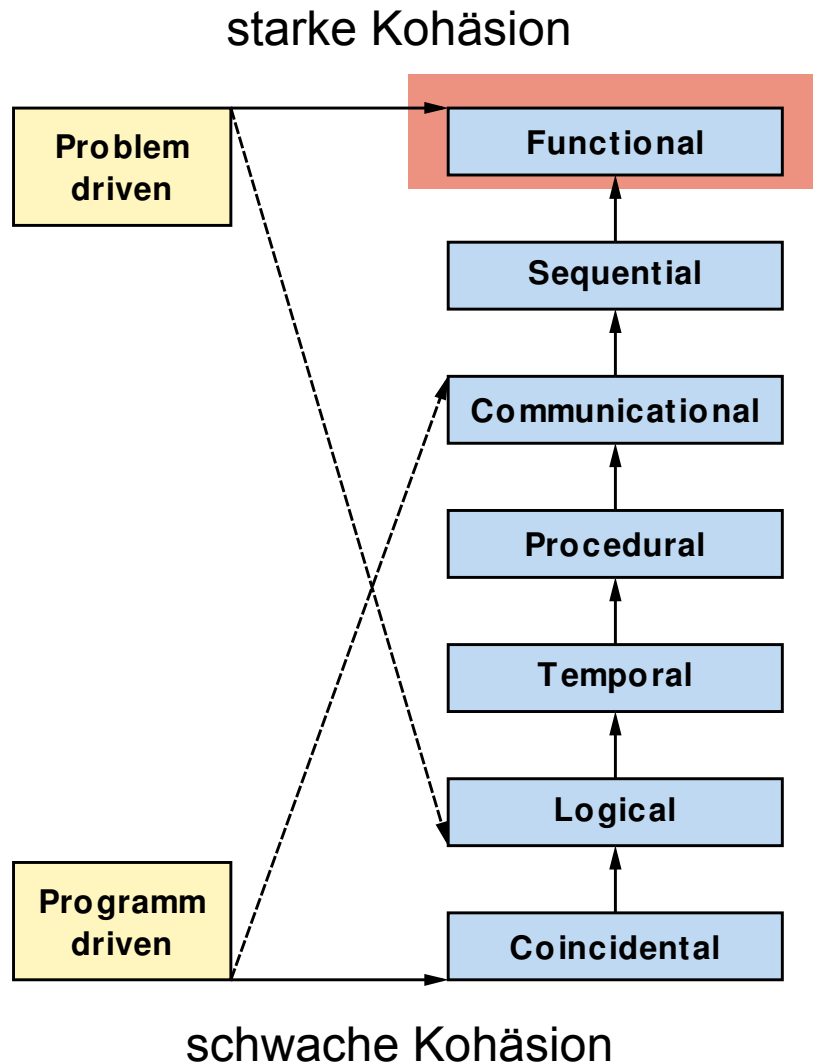 starke Kohäsion
Problem
driven
Functional
Sequential
Communicational
Procedural
Temporal
Logical
Programm
driven
Coincidental
schwache Kohäsion